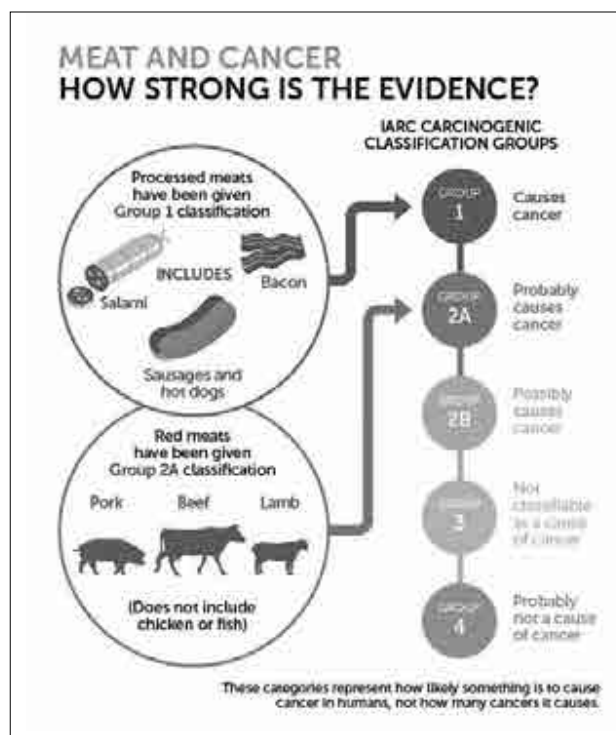 MEAT AND CANCER
HOW STRONG IS THE EVIDENCE?
IARC CARCINOGENIC
CLASSIFICATION GROUPS
Processed meats
have been given
Group 1 classification
INCLUDES
Salami
Bacon
Sausages and
hot dogs
Red meats
have been given
Group 2A classification
Pork
Beef
Lamb
(Does not include
chicken or fish)
GROUP
1
Causes
cancer
GROUP
2A
Probably
causes
cancer
GROUP
2B
Possibly
causes
cancer
GROUP
3
Not
classifiable
as a cause
of cancer
GROUP
4
Probably
not a cause
of cancer
These categories represent how likely something is to cause
cancer in humans, not how many cancers it causes.